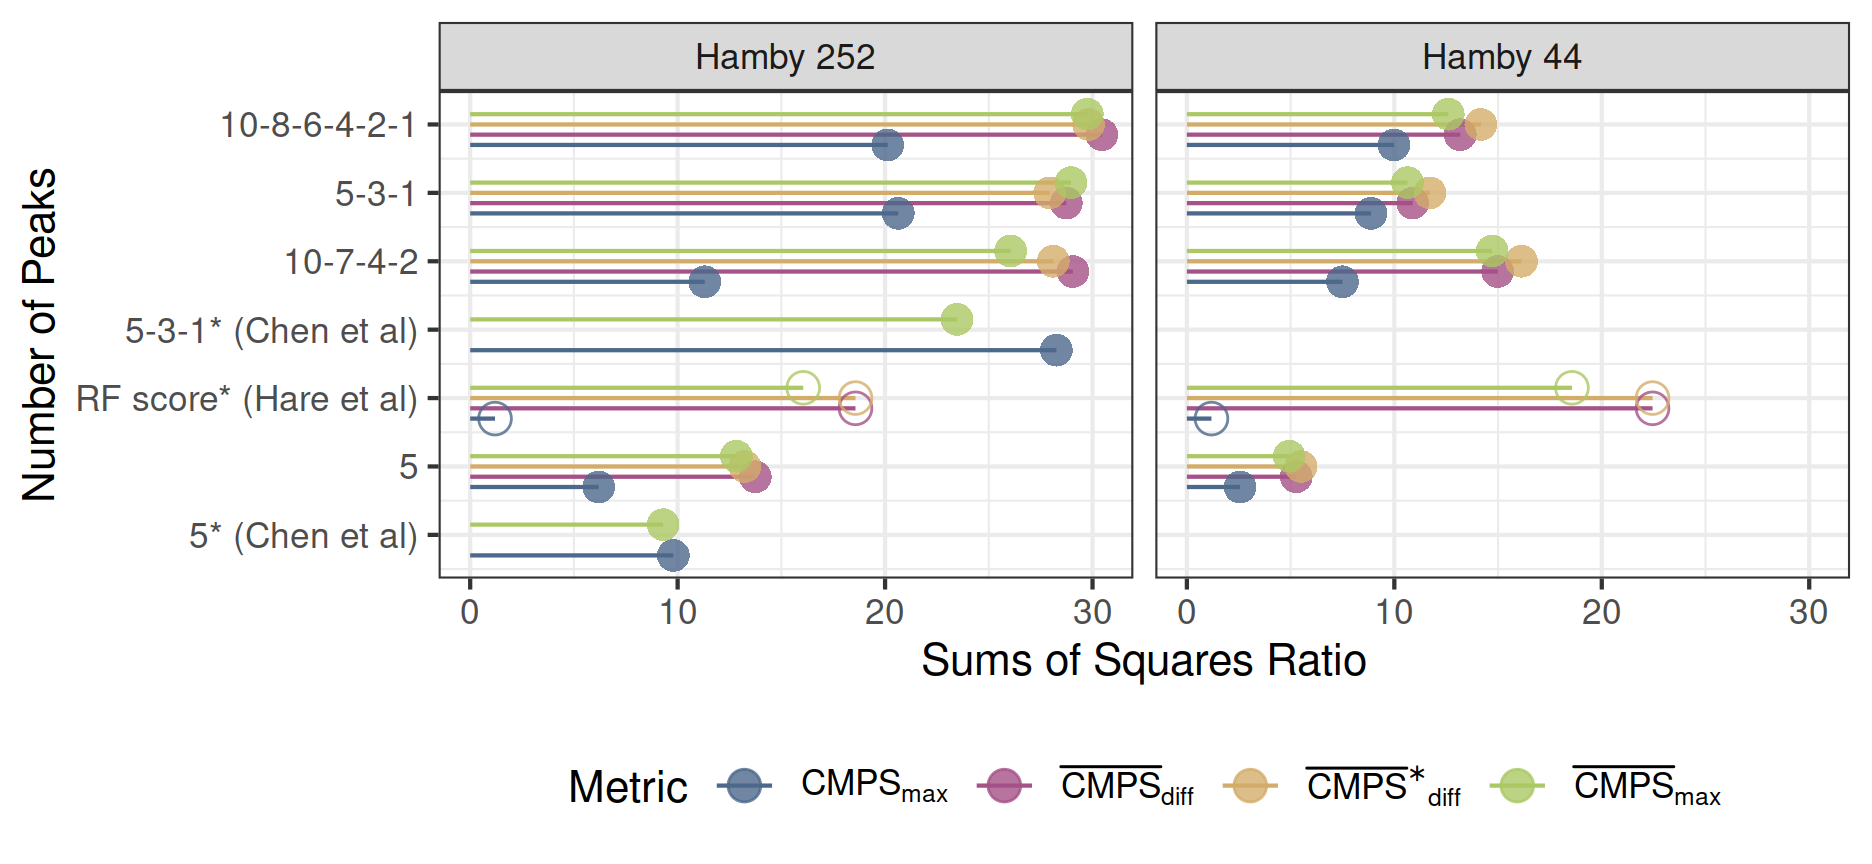 Hamby 252
Hamby 44
Number of Peaks
10-8-6-4-2-1
5-3-1
10-7-4-2
5-3-1* (Chen et al)
RF score* (Hare et al)
5
5* (Chen et al)
0 10 20 30
0 10 20 30
Sums of Squares Ratio
Metric CMPSmax CMPSdiff CMPS*diff CMPSmax